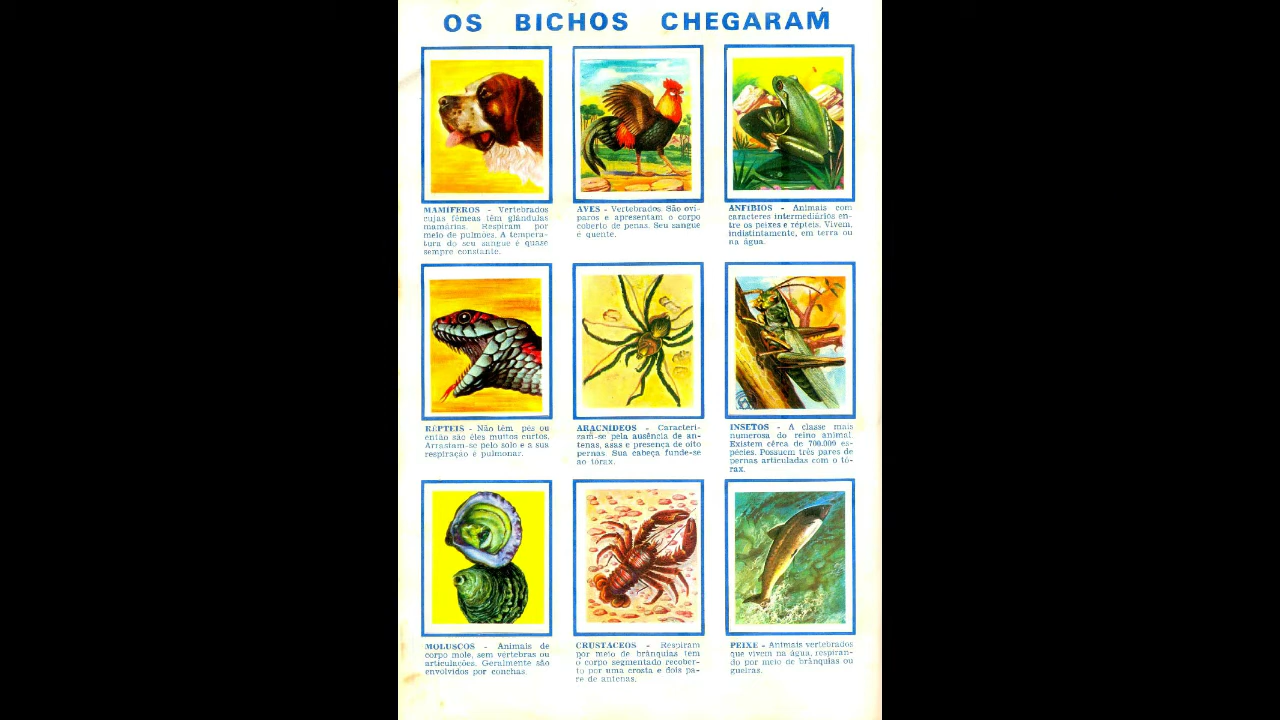 OS BICHOS CHEGARAM
MAMÍFEROS - Vertebrados
cujas fêmeas têm glândulas
mamárias. Respiram por
meio de pulmões. A tempera-
tura do seu sangue é quase
sempre constante.
AVES - Vertebrados. São oví-
paros e apresentam o corpo
coberto de penas. Seu sangue
é quente.
ANFÍBIOS - Animais com
caracteres intermediários en-
tre os peixes e répteis. Vivem,
indistintamente, em terra ou
na água.
RÉPTEIS - Não têm pés ou
então são êles muitos curtos.
Arrastam-se pelo solo e a sua
respiração é pulmonar.
ARACNÍDEOS - Caracteri-
zam-se pela ausência de an-
tenas, asas e presença de oito
pernas. Sua cabeça funde-se
ao tórax.
INSETOS - A classe mais
numerosa do reino animal.
Existem cêrca de 700.000 es-
pécies. Possuem três pares de
pernas articuladas com o tó-
rax.
MOLUSCOS - Animais de
corpo mole, sem vértebras ou
articulações. Geralmente são
envolvidos por conchas.
CRUSTÁCEOS - Respiram
por meio de brânquias têm
o corpo segmentado recober-
to por uma crosta e dois pa-
re de antenas.
PEIXE - Animais vertebrados
que vivem na água, respiran-
do por meio de brânquias ou
gueiras.